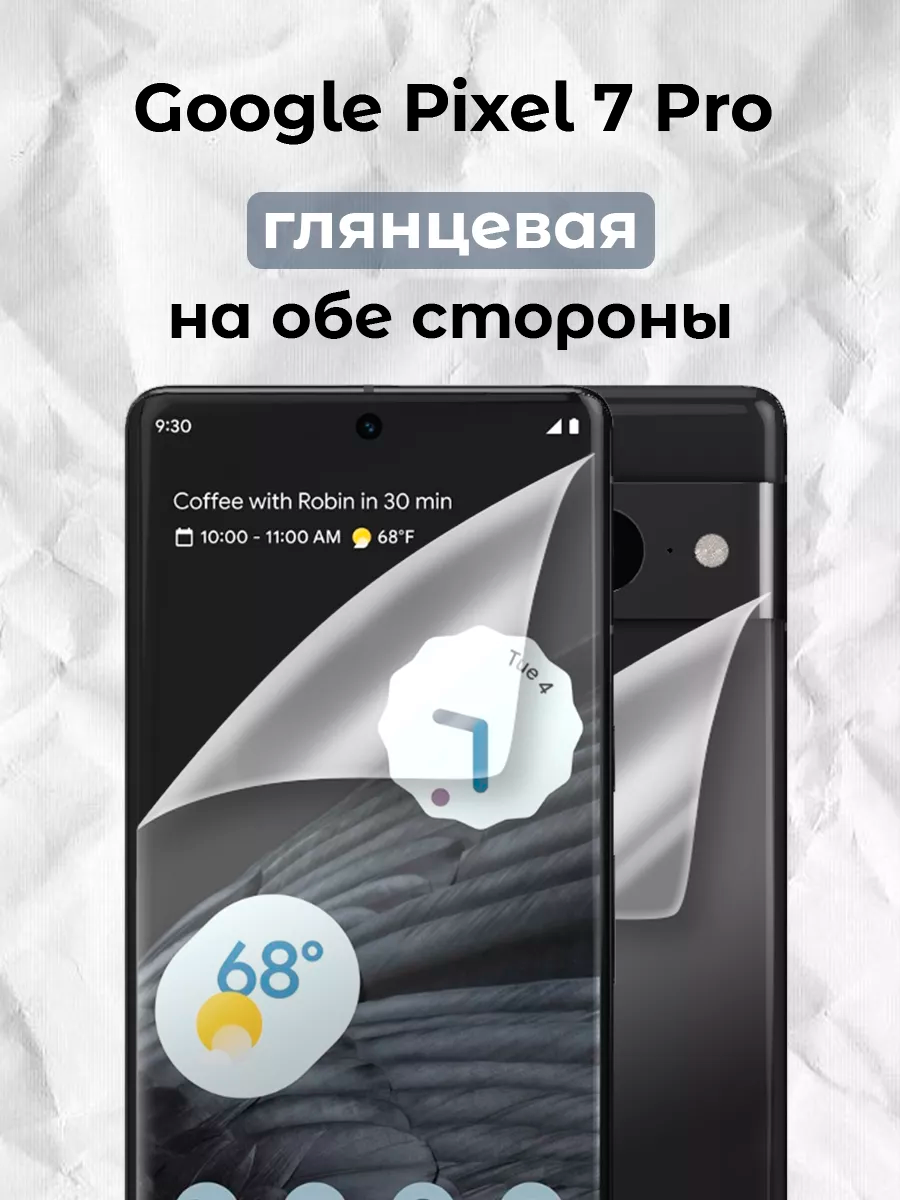 Google Pixel 7 Pro
глянцевая
на обе стороны
9:30
Coffee with Robin in 30 min
10:00 - 11:00 AM 68°F
Tue 4
68°